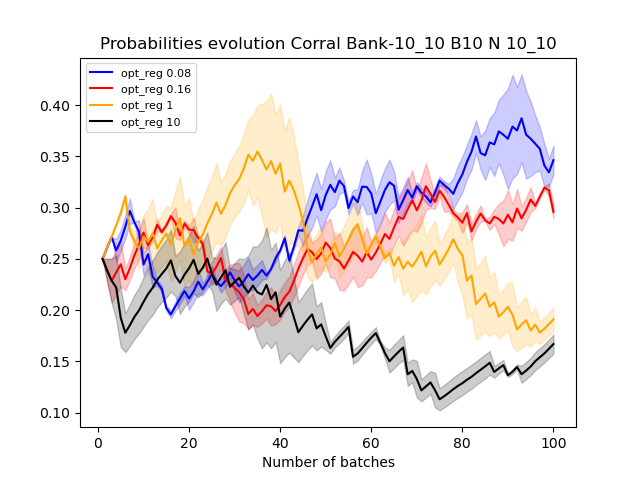 Probabilities evolution Corral Bank-10_10 B10 N 10_10
opt_reg 0.08
opt_reg 0.16
opt_reg 1
opt_reg 10
0.40
0.35
0.30
0.25
0.20
0.15
0.10
0 20 40 60 80 100
Number of batches